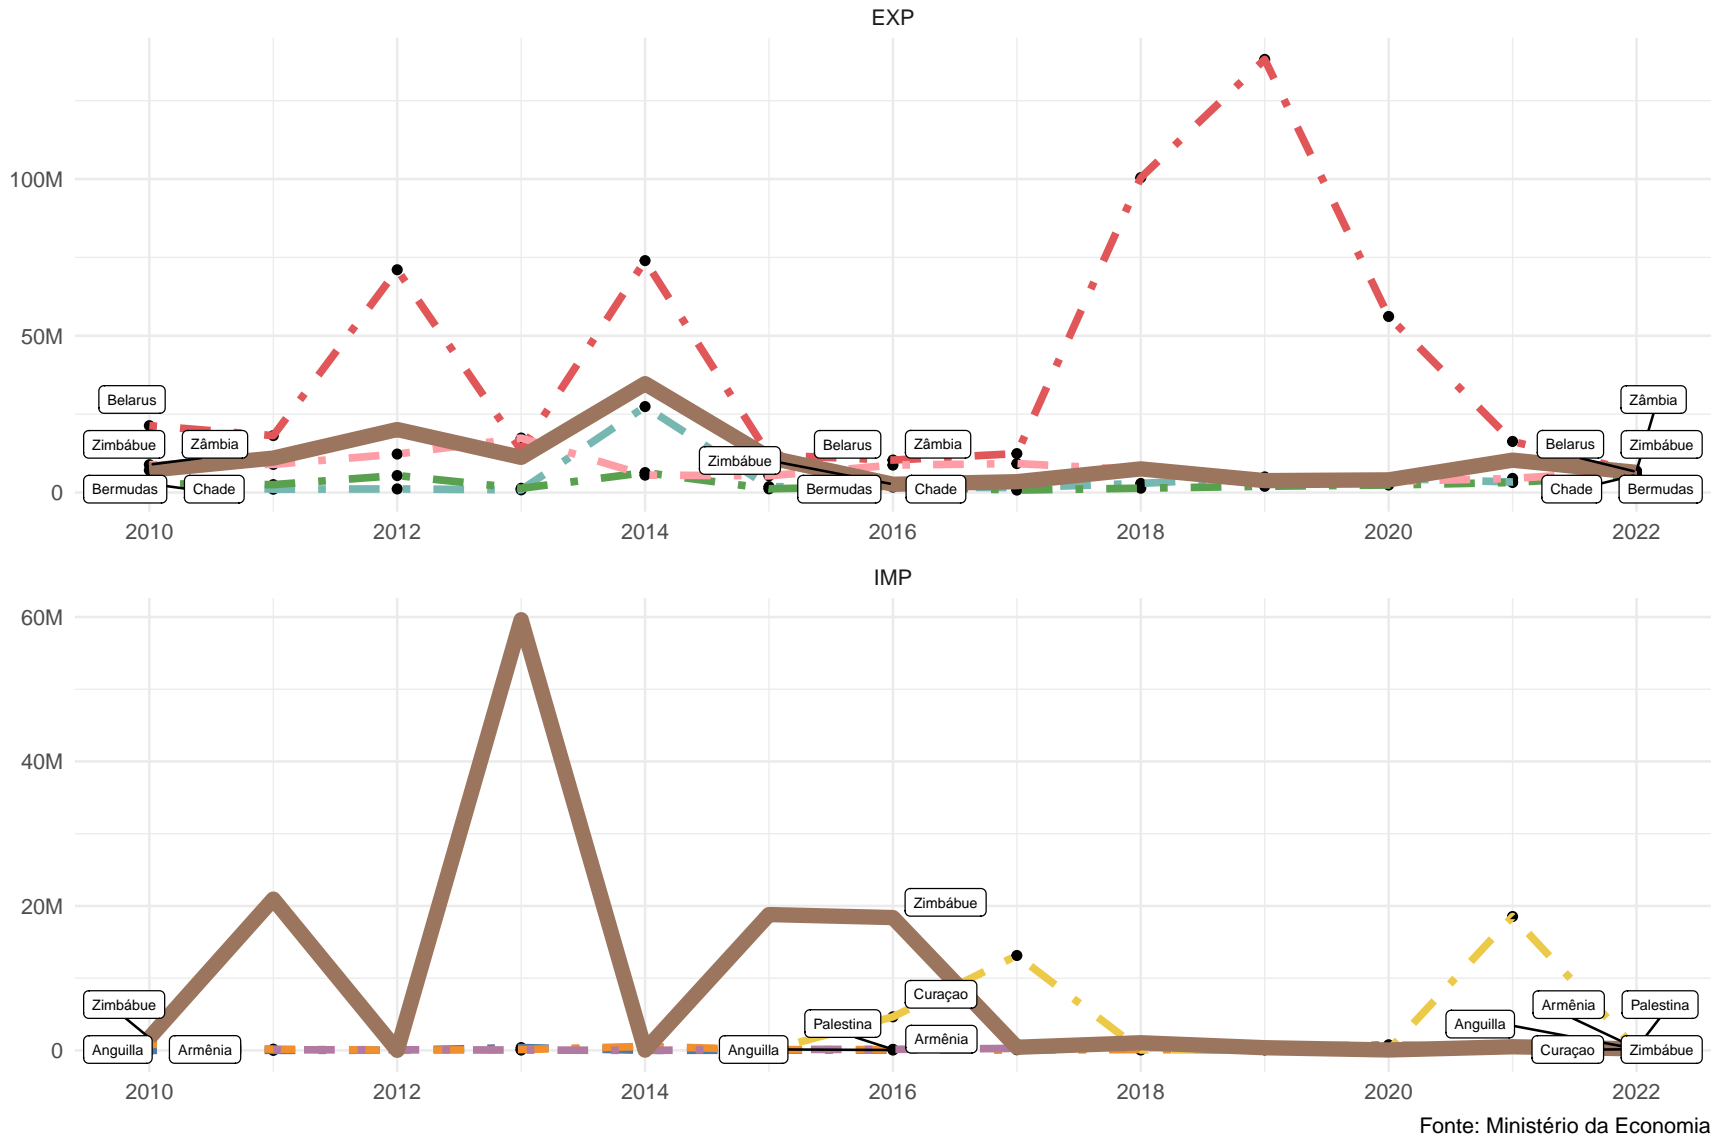 EXP
100M
50M
0
Belarus
Zimbábue
Zâmbia
Bermudas
Chade
Zimbábue
Belarus
Zâmbia
Bermudas
Chade
Zâmbia
Belarus
Zimbábue
Chade
Bermudas
2010
2012
2014
2016
2018
2020
2022
IMP
60M
40M
20M
0
Zimbábue
Anguilla
Armênia
Zimbábue
Curaçao
Palestina
Armênia
Anguilla
Armênia
Palestina
Anguilla
Curaçao
Zimbábue
2010
2012
2014
2016
2018
2020
2022
Fonte: Ministério da Economia